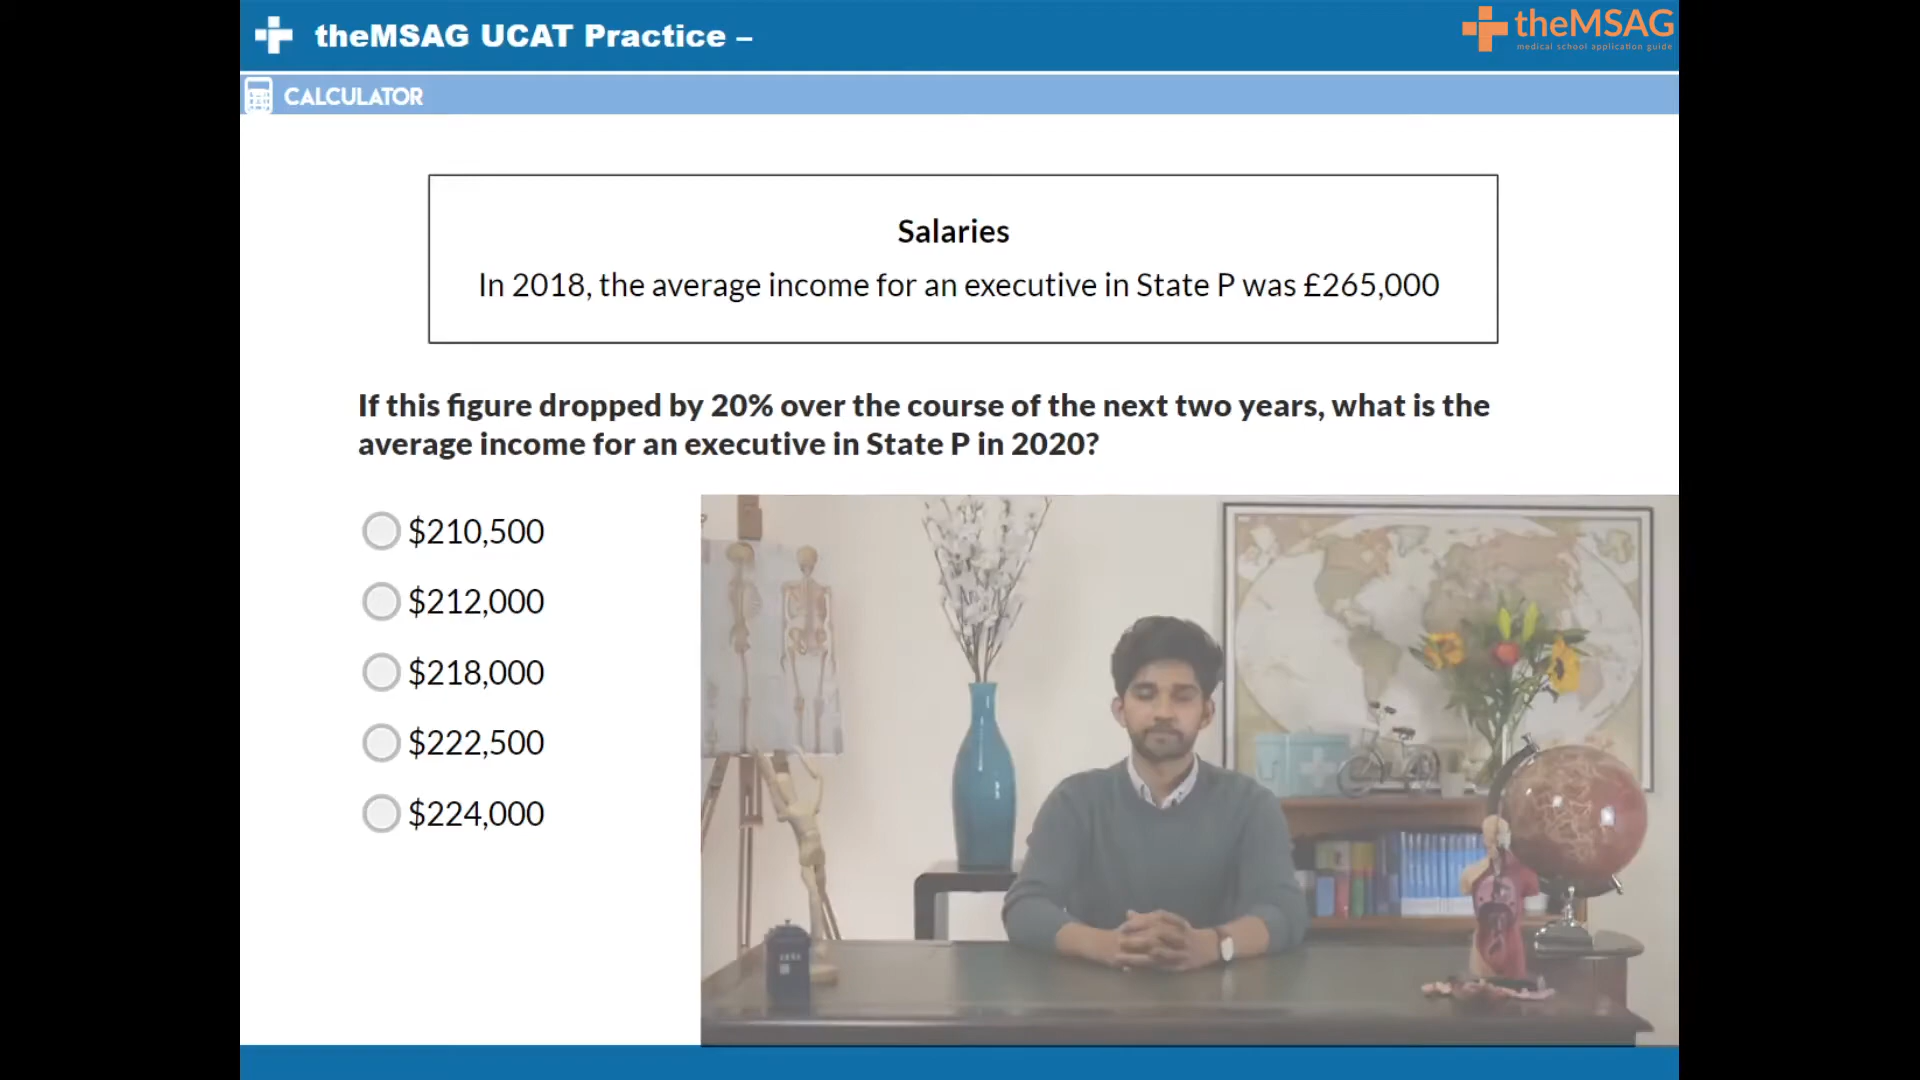 theMSAG UCAT Practice –
theMSAG
medical school application guide
CALCULATOR
Salaries
In 2018, the average income for an executive in State P was £265,000
If this figure dropped by 20% over the course of the next two years, what is the
average income for an executive in State P in 2020?
$210,500
$212,000
$218,000
$222,500
$224,000